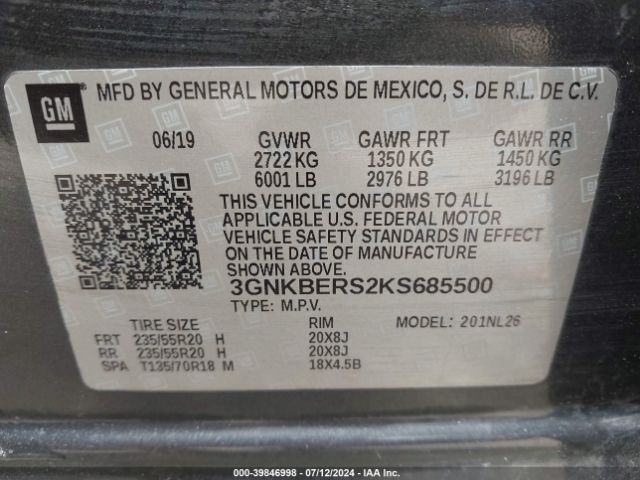 GM
MFD BY GENERAL MOTORS DE MEXICO, S. DE R.L. DE C.V.
06/19 GVWR GAWR FRT GAWR RR
2722 KG 1350 KG 1450 KG
6001 LB 2976 LB 3196 LB
THIS VEHICLE CONFORMS TO ALL
APPLICABLE U.S. FEDERAL MOTOR
VEHICLE SAFETY STANDARDS IN EFFECT
ON THE DATE OF MANUFACTURE
SHOWN ABOVE.
3GNKBERS2KS685500
TYPE: M.P.V.
TIRE SIZE RIM MODEL: 201NL26
FRT 235/55R20 H 20X8J
RR 235/55R20 H 20X8J
SPA T135/70R18 M 18X4.5B
000-39846998 - 07/12/2024 - IAA Inc.